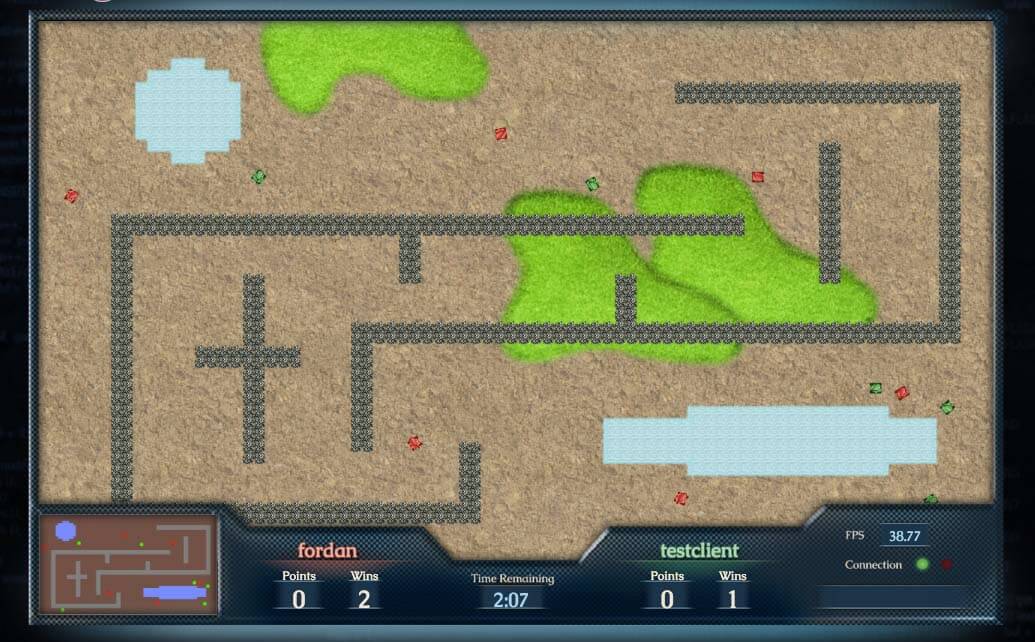 fordan
Points Wins
0 2
Time Remaining
2:07
testclient
Points Wins
0 1
FPS 38.77
Connection